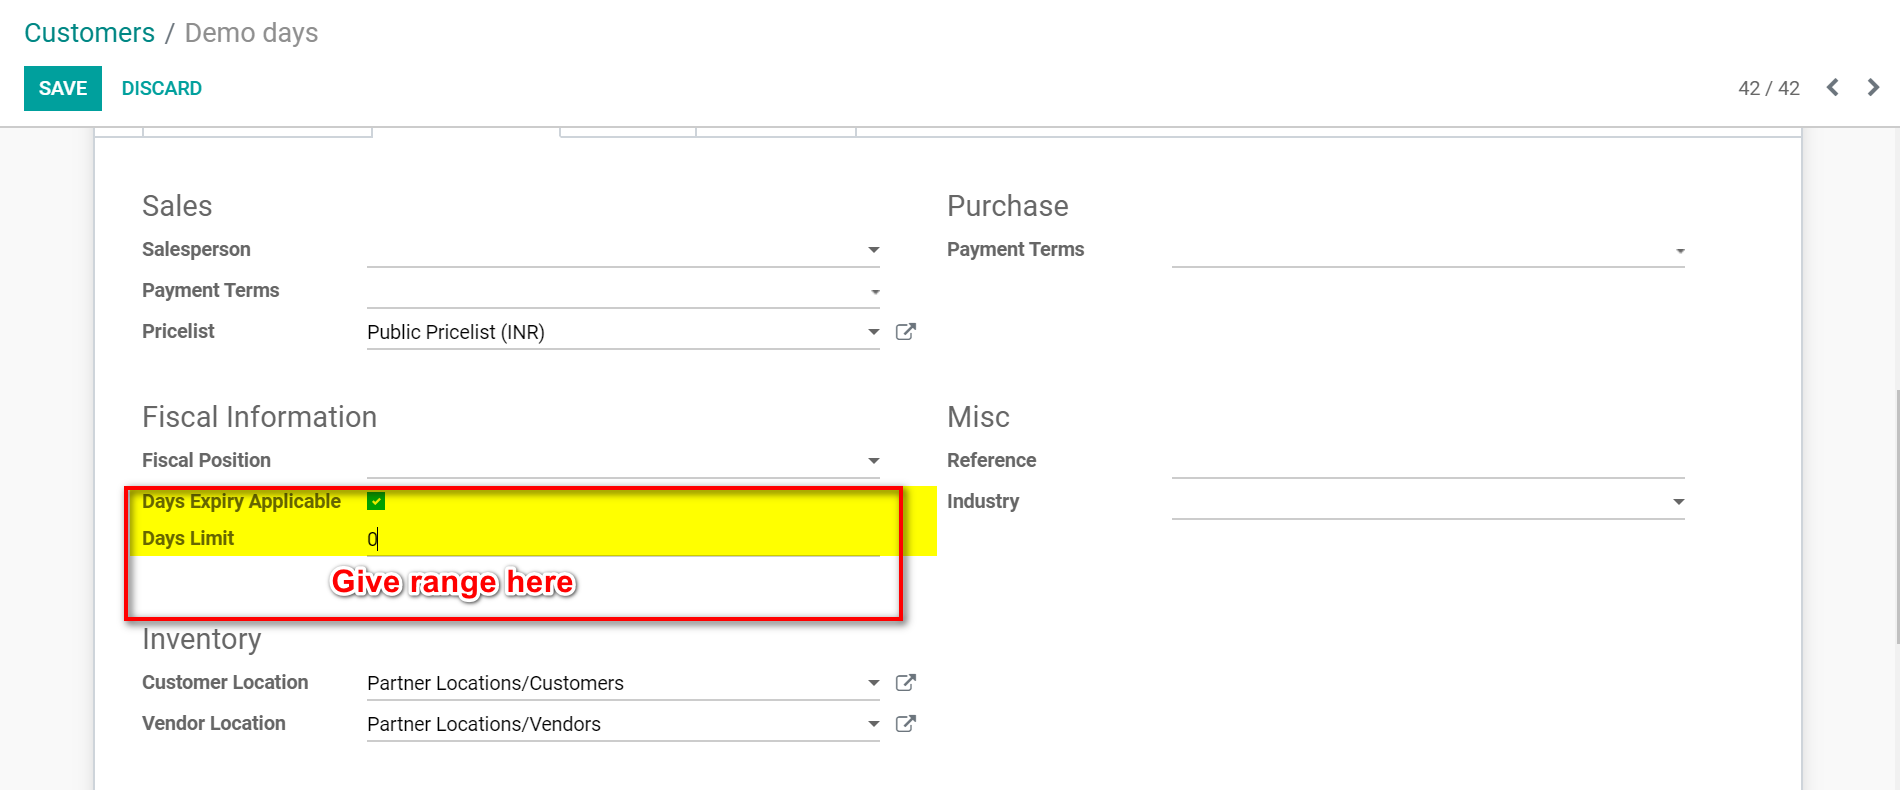 Customers / Demo days
SAVE DISCARD 42 / 42
Sales
Salesperson
Payment Terms
Pricelist Public Pricelist (INR)
Purchase
Payment Terms
Fiscal Information
Fiscal Position
Days Expiry Applicable
Days Limit 0
Give range here
Misc
Reference
Industry
Inventory
Customer Location Partner Locations/Customers
Vendor Location Partner Locations/Vendors